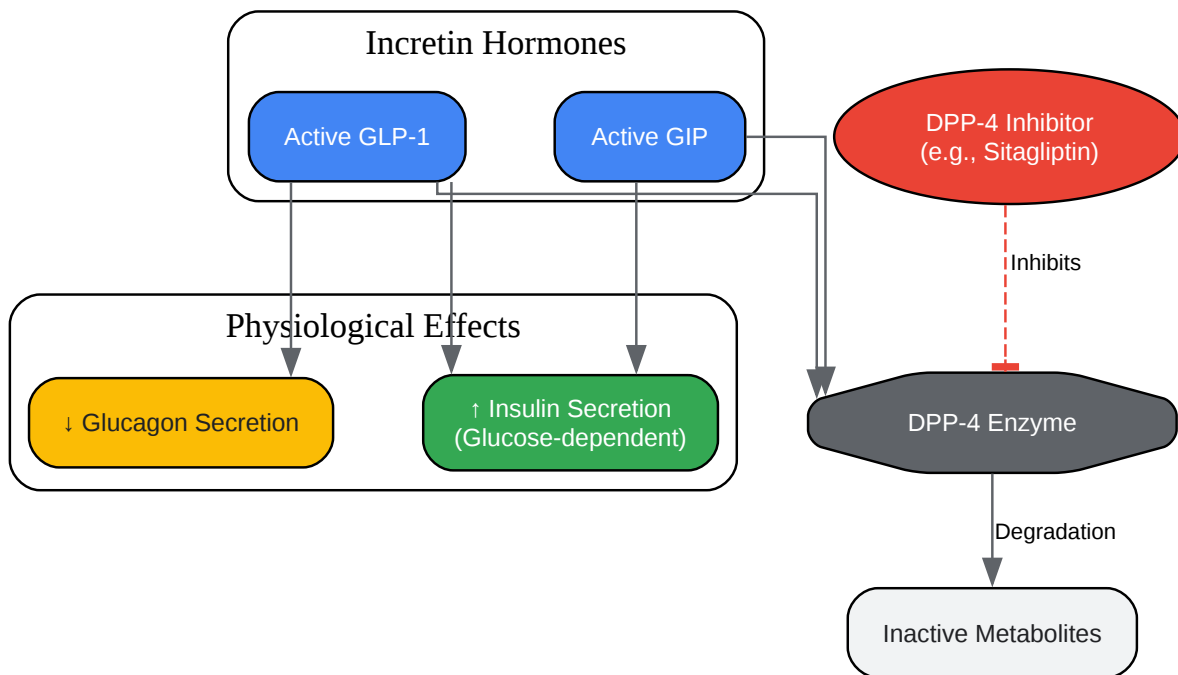 Incretin Hormones
Active GLP-1
Active GIP
DPP-4 Inhibitor
(e.g., Sitagliptin)
Inhibits
Physiological Effects
↓ Glucagon Secretion
↑ Insulin Secretion
(Glucose-dependent)
DPP-4 Enzyme
Degradation
Inactive Metabolites